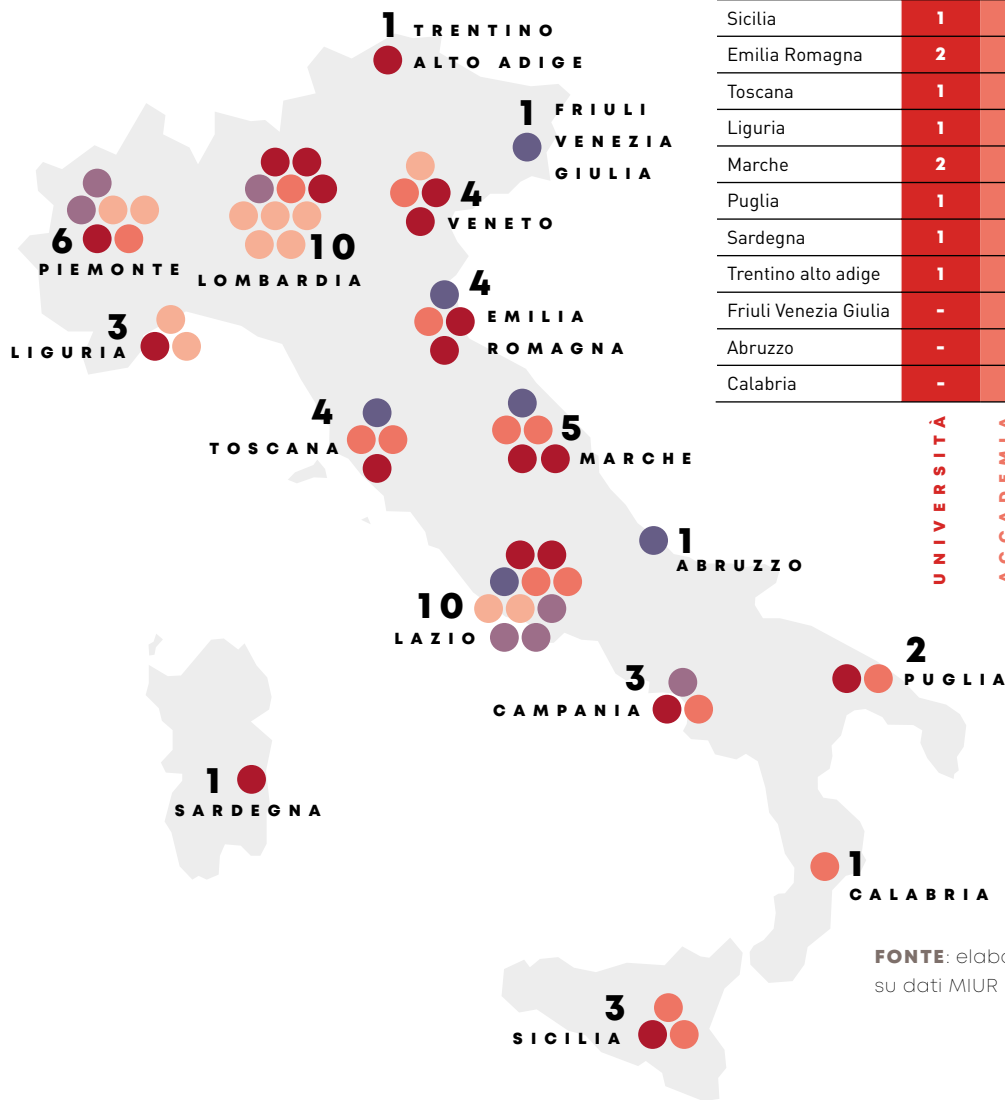 1 TRENTINO
ALTO ADIGE
1 FRIULI
VENEZIA
GIULIA
6
PIEMONTE
10
LOMBARDIA
4
VENETO
3
LIGURIA
4
EMILIA
ROMAGNA
4
TOSCANA
5
MARCHE
1
ABRUZZO
10
LAZIO
2
PUGLIA
3
CAMPANIA
1
SARDEGNA
1
CALABRIA
3
SICILIA
Sicilia 1
Emilia Romagna 2
Toscana 1
Liguria 1
Marche 2
Puglia 1
Sardegna 1
Trentino alto adige 1
Friuli Venezia Giulia -
Abruzzo -
Calabria -
UNIVERSITÀ
FONTE: 
su dati MIUR